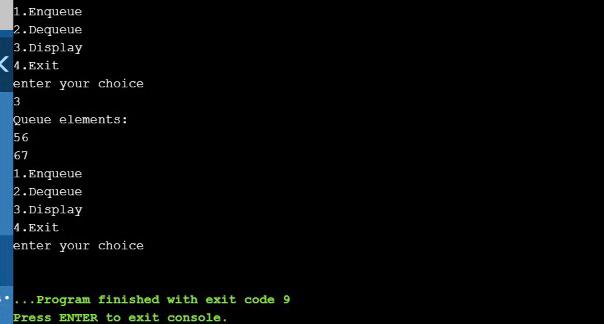 1.Enqueue
2.Dequeue
3.Display
4.Exit
enter your choice
3
Queue elements:
56
67
1.Enqueue
2.Dequeue
3.Display
4.Exit
enter your choice
...Program finished with exit code 9
Press ENTER to exit console.